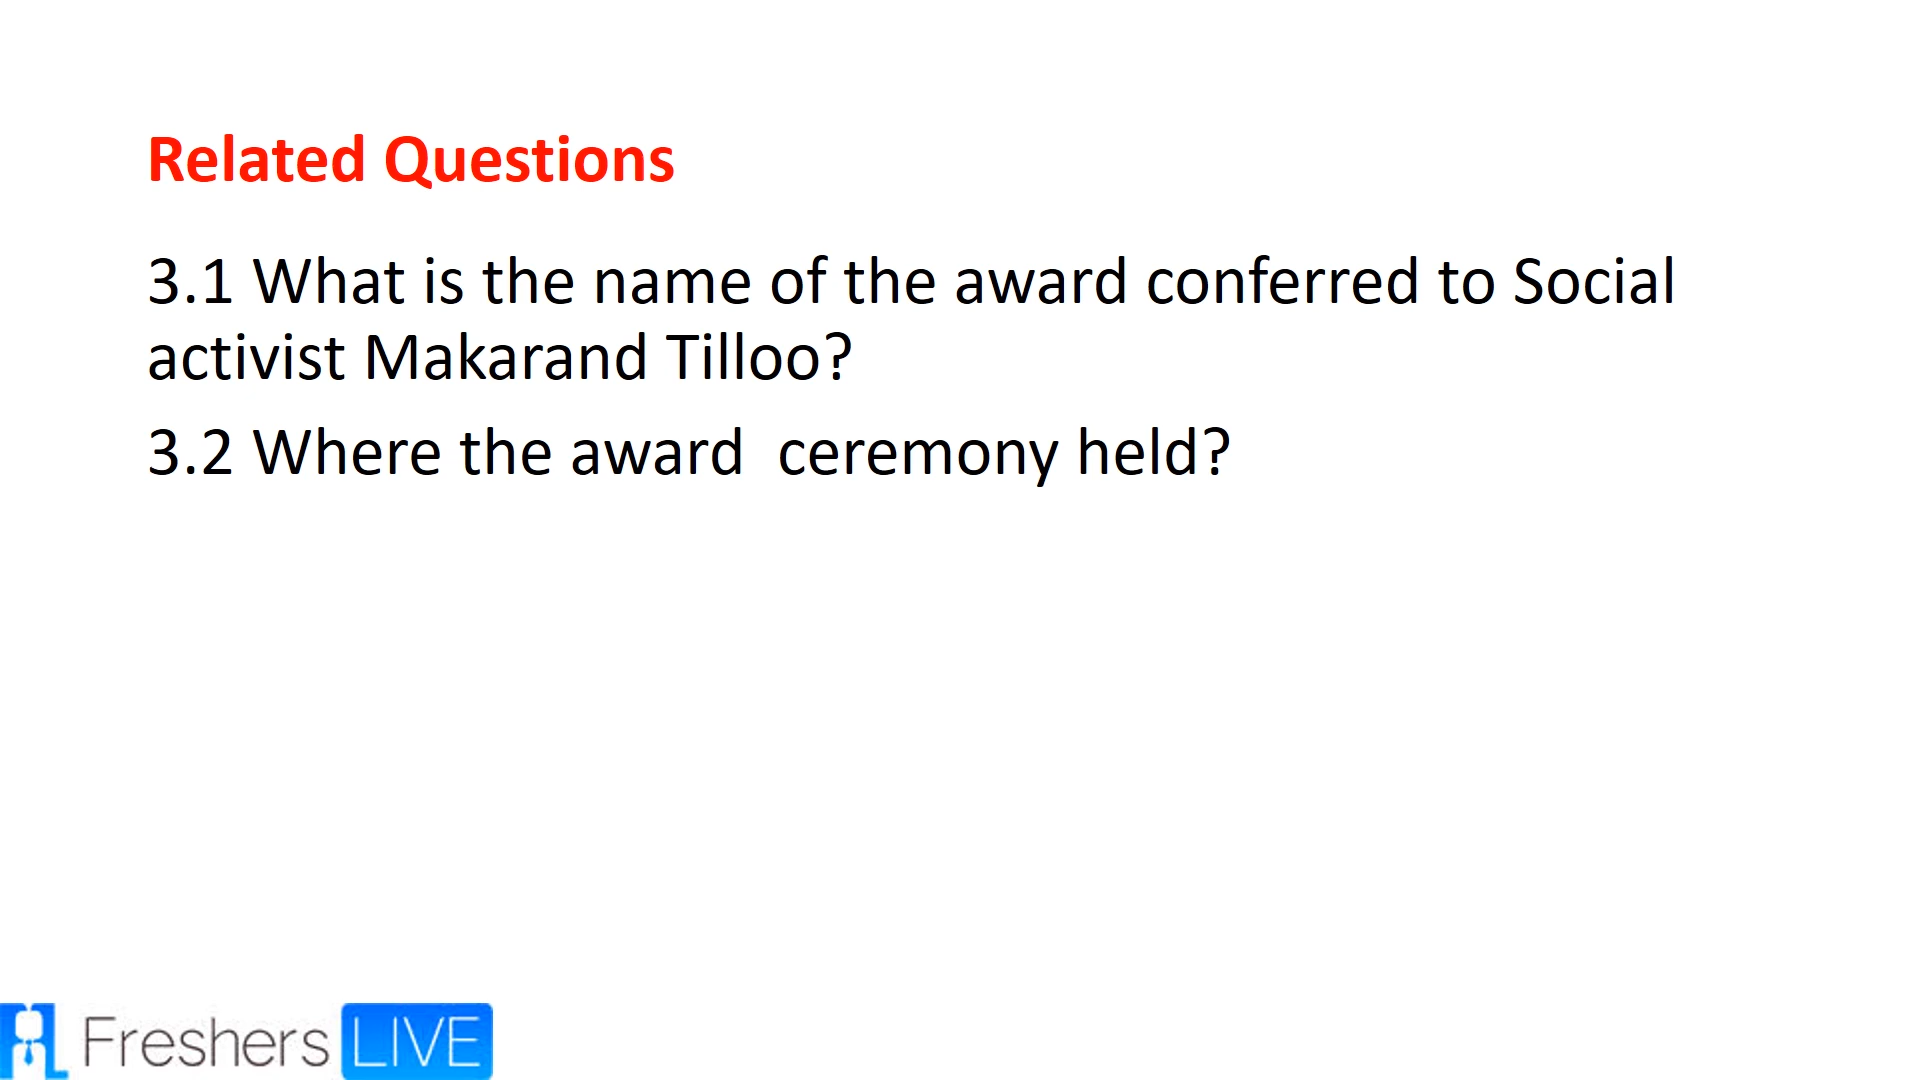 Related Questions
3.1 What is the name of the award conferred to Social
activist Makarand Tilloo?
3.2 Where the award  ceremony held?
Freshers LIVE